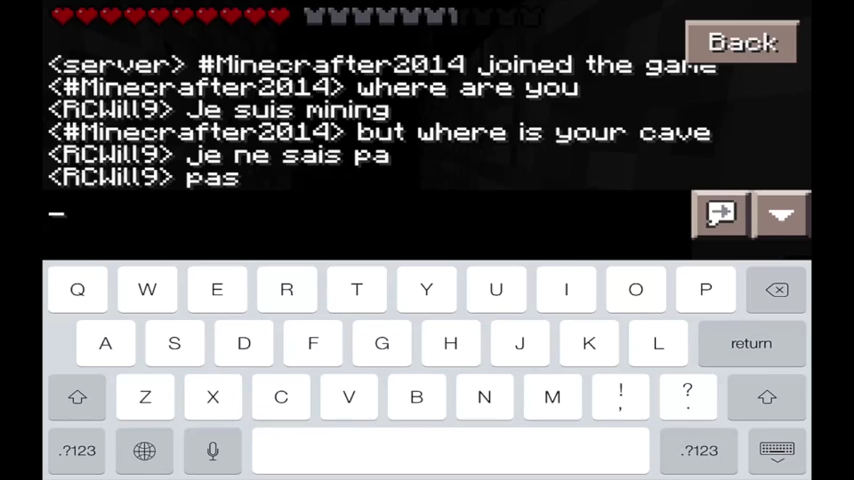 Back
<server> #Minecrafter2014 joined the game
<#Minecrafter2014> where are you
<RCWill9> Je suis mining
<#Minecrafter2014> but where is your cave
<RCWill9> je ne sais pa
<RCWill9> pas
_
Q W E R T Y U I O P
A S D F G H J K L return
Z X C V B N M ! , ? .
.?123 .?123